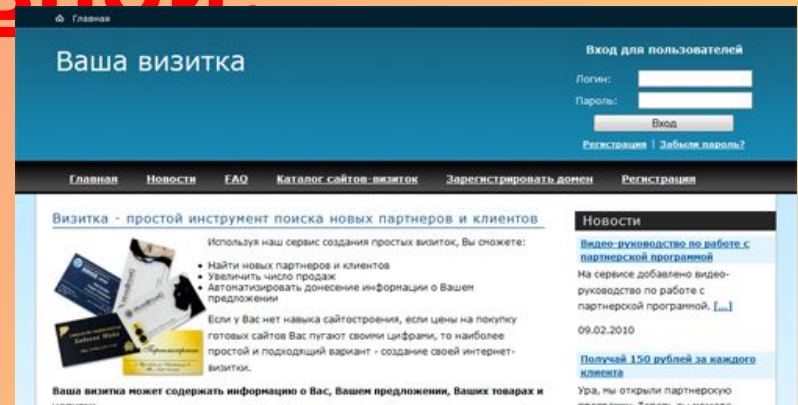 Главная
Ваша визитка
Вход для пользователей
Логин:
Пароль:
Вход
Регистрация | Забыли пароль?
Главная Новости FAQ Каталог сайтов-визиток Зарегистрировать домен Регистрация
Визитка - простой инструмент поиска новых партнеров и клиентов
Используя наш сервис создания простых визиток, Вы сможете:
Найти новых партнеров и клиентов
Увеличить число продаж
Автоматизировать донесение информации о Вашем
предложении
Если у Вас нет навыка сайтостроения, если цены на покупку
готовых сайтов Вас пугают своими цифрами, то наиболее
простой и подходящий вариант - создание своей интернет-
визитки.
Ваша визитка может содержать информацию о Вас, Вашем предложении, Ваших товарах и
Новости
Видео-руководство по работе с
партнерской программой
На сервисе добавлено видео-
руководство по работе с
партнерской программой. [...]
09.02.2010
Получай 150 рублей за каждого
клиента
Ура, мы открыли партнерскую